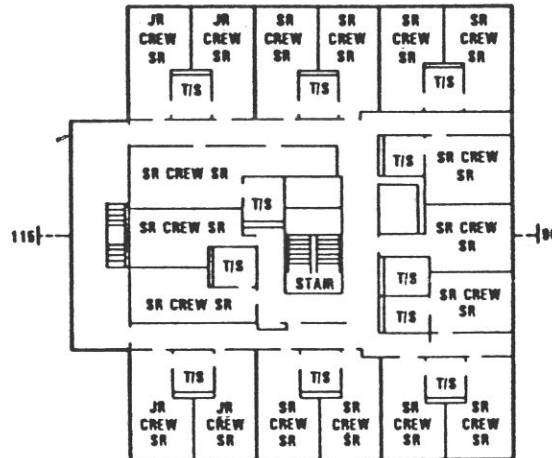 JR JR SR SR SR SR
CREW CREW CREW CREW CREW CREW
SR SR SR SR SR SR
T/S T/S T/S
T/S SR CREW
SR
SR CREW SR
T/S
115 SR CREW SR SR CREW
SR
T/S T/S
STAIR
SR CREW SR SR CREW
SR
T/S
T/S T/S T/S
JR JR SR SR SR SR
CREW CREW CREW CREW CREW CREW
SR SR SR SR SR SR